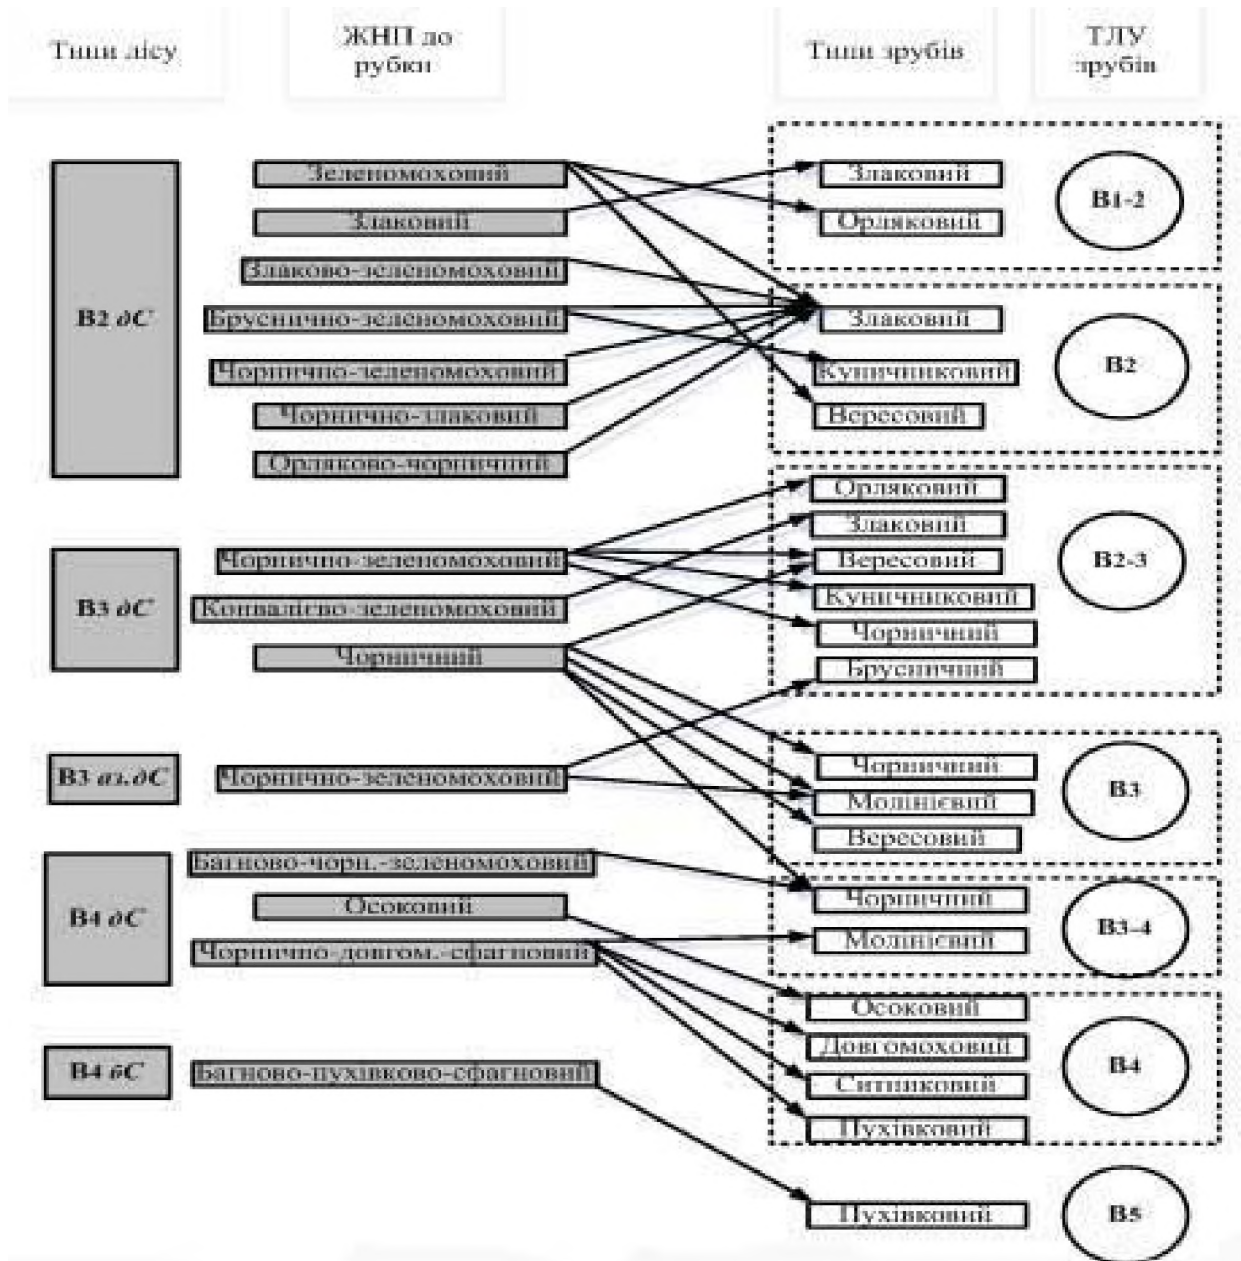 Типи лісу
ЖНП до
рубки
Типи зрубів
ТЛУ
зрубів
В2 дС
Зеленомоховий
Злаковий
Злаково-зеленомоховий
Бруснично-зеленомоховий
Чорнично-зеленомоховий
Чорнично-злаковий
Орляково-чорничний
Злаковий
Орляковий
В1-2
Злаковий
Куничниковий
Вересовий
В2
В3 дС
Чорнично-зеленомоховий
Конвалієво-зеленомоховий
Чорничний
Орляковий
Злаковий
Вересовий
Куничниковий
Чорничний
Брусничний
В2-3
В3 аз.дС
Чорнично-зеленомоховий
Чорничний
Молінієвий
Вересовий
В3
В4 дС
Багново-чорн.-зеленомоховий
Осоковий
Чорнично-довгом.-сфагновий
Чорничний
Молінієвий
В3-4
Осоковий
Довгомоховий
Ситниковий
Пухівковий
В4
В4 бС
Багново-пухівково-сфагновий
Пухівковий
В5